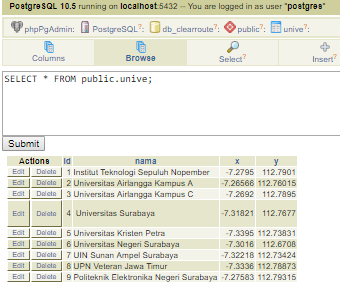 PostgreSQL 10.5 running on localhost:5432 -- You are logged in as user "postgres"
phpPgAdmin: PostgreSQL?: db_clearroute?: public?: unive?:
Columns Browse Select? Insert?
SELECT * FROM public.unive;
Submit
Actions id nama x y
Edit Delete 1 Institut Teknologi Sepuluh Nopember -7.2795 112.7901
Edit Delete 2 Universitas Airlangga Kampus A -7.26566 112.76015
Edit Delete 3 Universitas Airlangga Kampus C -7.2692 112.7895
Edit Delete 4 Universitas Surabaya -7.31821 112.7677
Edit Delete 5 Universitas Kristen Petra -7.3395 112.73831
Edit Delete 6 Universitas Negeri Surabaya -7.3016 112.6708
Edit Delete 7 UIN Sunan Ampel Surabaya -7.32218 112.73424
Edit Delete 8 UPN Veteran Jawa Timur -7.3336 112.78873
Edit Delete 9 Politeknik Elektronika Negeri Surabaya -7.27583 112.79315